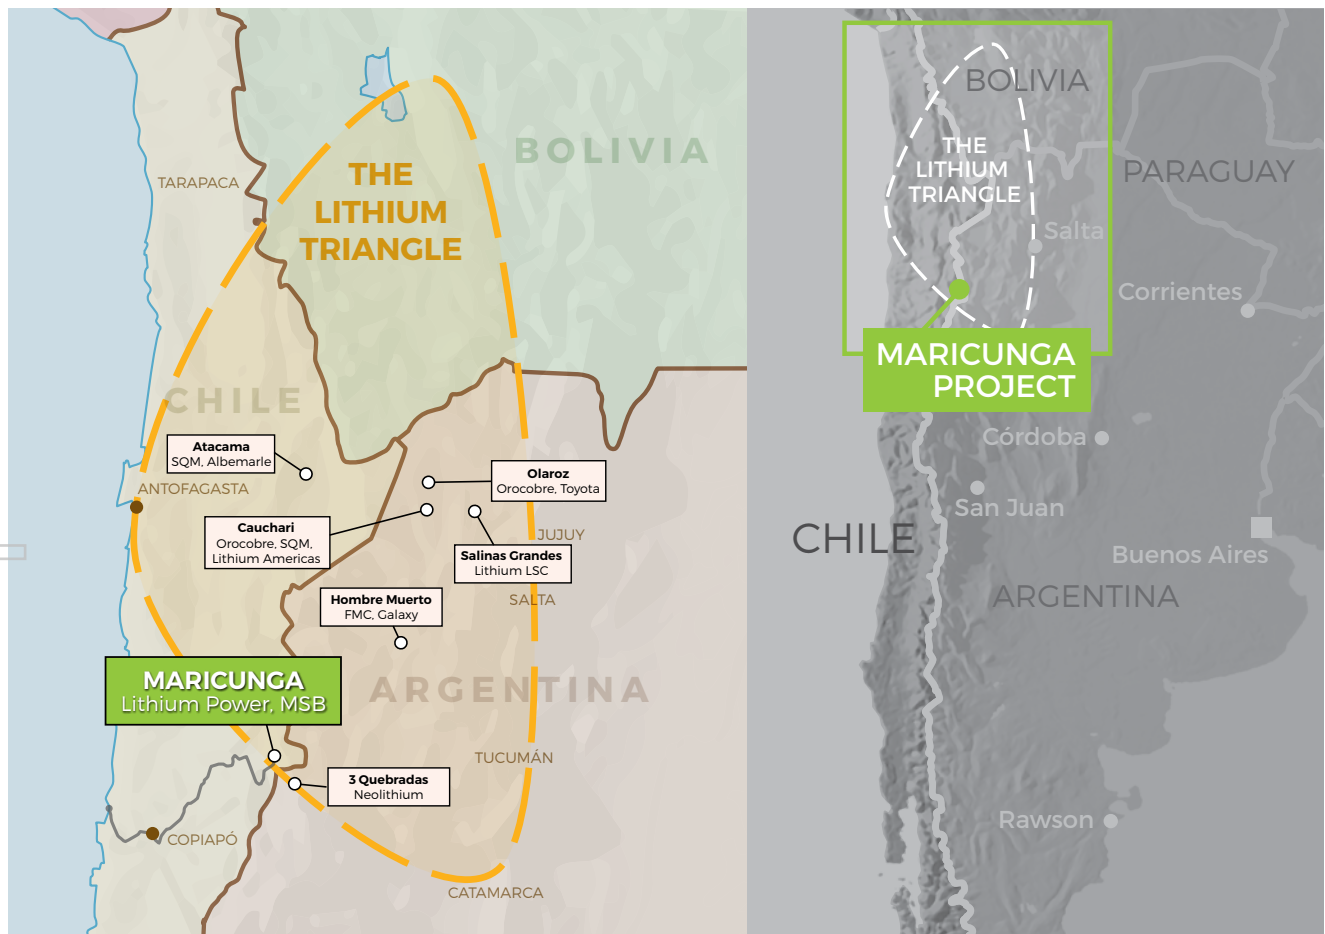 BOLIVIA
THE
LITHIUM
TRIANGLE
TARAPACA
CHILE
Atacama
SQM, Albemarle
ANTOFAGASTA
Olaroz
Orocobre, Toyota
Cauchari
Orocobre, SQM,
Lithium Americas
JUJUY
Salinas Grandes
Lithium LSC
SALTA
Hombre Muerto
FMC, Galaxy
MARICUNGA
Lithium Power, MSB
ARGENTINA
TUCUMÁN
3 Quebradas
Neolithium
COPIAPÓ
CATAMARCA
BOLIVIA
THE
LITHIUM
TRIANGLE
PARAGUAY
Salta
Corrientes
MARICUNGA
PROJECT
Córdoba
San Juan
CHILE
Buenos Aires
ARGENTINA
Rawson